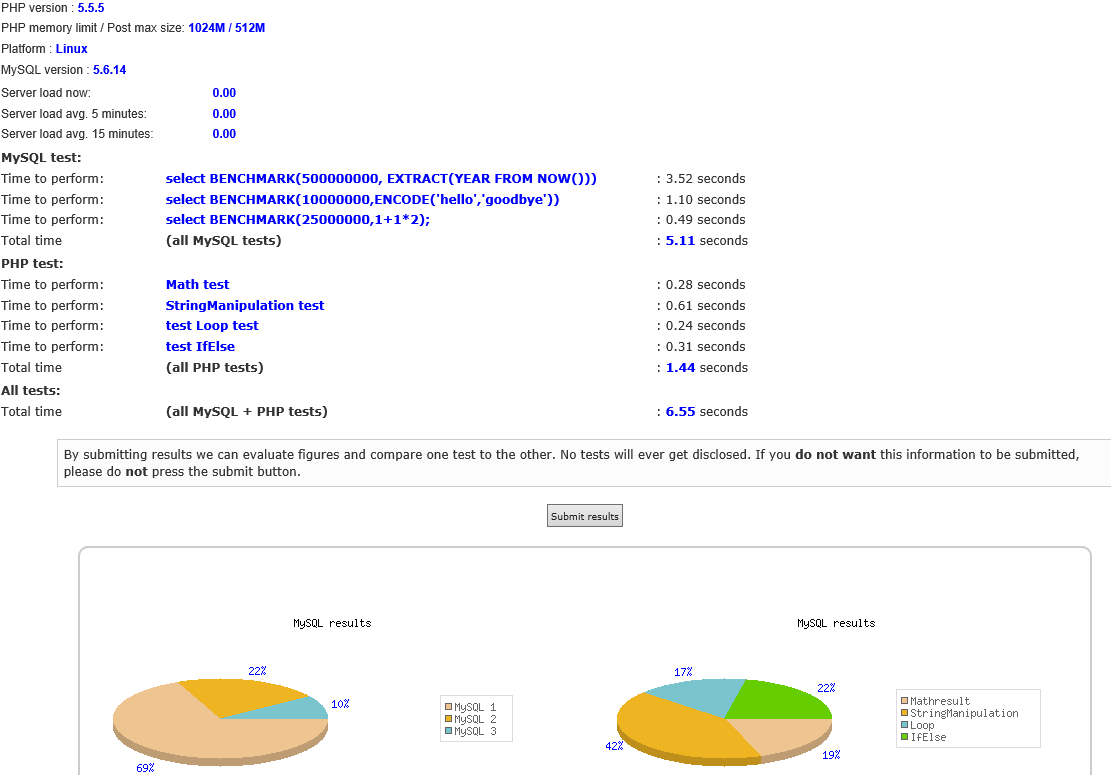 PHP version : 5.5.5
PHP memory limit / Post max size: 1024M / 512M
Platform : Linux
MySQL version : 5.6.14
Server load now: 0.00
Server load avg. 5 minutes: 0.00
Server load avg. 15 minutes: 0.00
MySQL test:
Time to perform: select BENCHMARK(500000000, EXTRACT(YEAR FROM NOW())) : 3.52 seconds
Time to perform: select BENCHMARK(10000000,ENCODE('hello','goodbye')) : 1.10 seconds
Time to perform: select BENCHMARK(25000000,1+1*2); : 0.49 seconds
Total time (all MySQL tests) : 5.11 seconds
PHP test:
Time to perform: Math test : 0.28 seconds
Time to perform: StringManipulation test : 0.61 seconds
Time to perform: test Loop test : 0.24 seconds
Time to perform: test IfElse : 0.31 seconds
Total time (all PHP tests) : 1.44 seconds
All tests:
Total time (all MySQL + PHP tests) : 6.55 seconds
By submitting results we can evaluate figures and compare one test to the other. No tests will ever get disclosed. If you do not want this information to be submitted,
please do not press the submit button.
Submit results
MySQL results
22%
10%
69%
MySQL 1
MySQL 2
MySQL 3
MySQL results
17%
22%
42%
19%
Mathresult
StringManipulation
Loop
IfElse